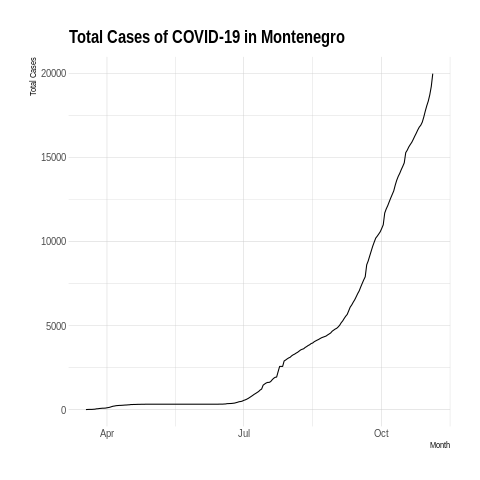 Total Cases of COVID-19 in Montenegro
Total Cases
20000
15000
10000
5000
0
Apr
Jul
Oct
Month